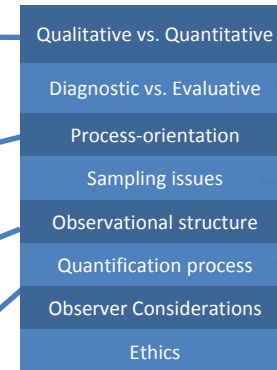 Qualitative vs. Quantitative
Diagnostic vs. Evaluative
Process-orientation
Sampling issues
Observational structure
Quantification process
Observer Considerations
Ethics